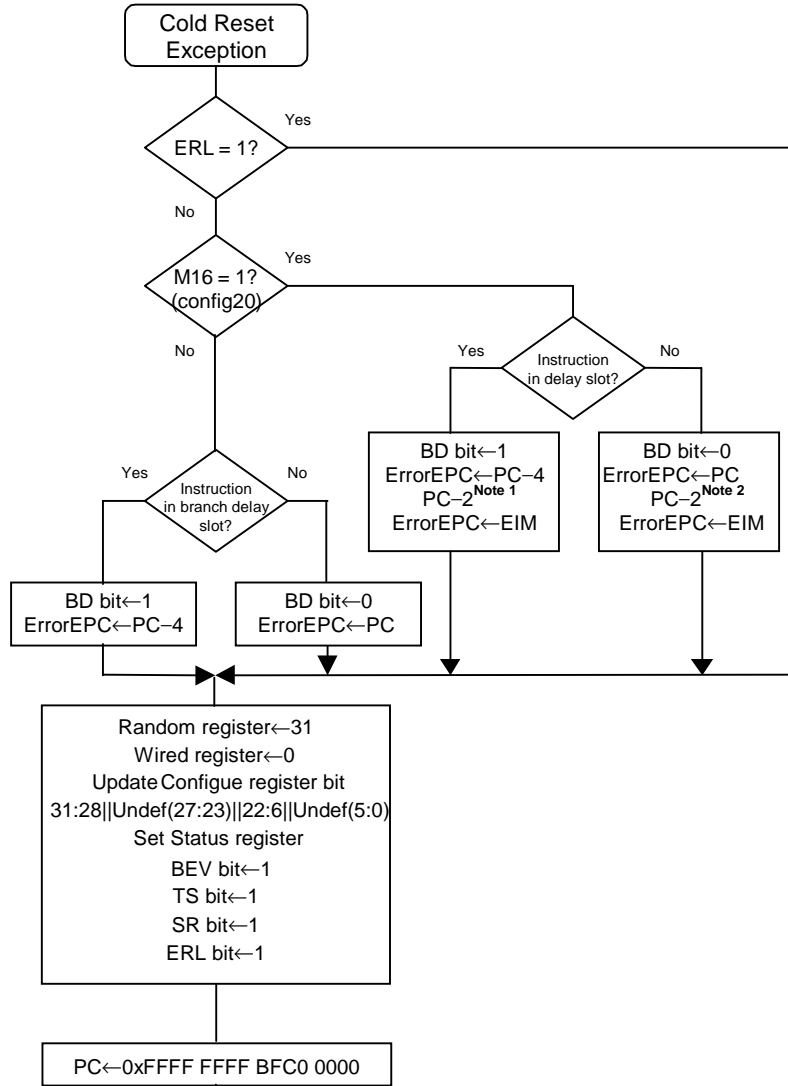 Cold Reset
Exception
Yes
ERL = 1?
No
Yes
M16 = 1?
(config20)
No
Yes
Instruction
in delay slot?
No
BD bit←1
ErrorEPC←PC–4
PC–2Note 1
ErrorEPC←EIM
BD bit←0
ErrorEPC←PC
PC–2Note 2
ErrorEPC←EIM
Yes
Instruction
in branch delay
slot?
No
BD bit←1
ErrorEPC←PC–4
BD bit←0
ErrorEPC←PC
Random register←31
Wired register←0
Update Configue register bit
31:28||Undef(27:23)||22:6||Undef(5:0)
Set Status register
BEV bit←1
TS bit←1
SR bit←1
ERL bit←1
PC←0xFFFF FFFF BFC0 0000